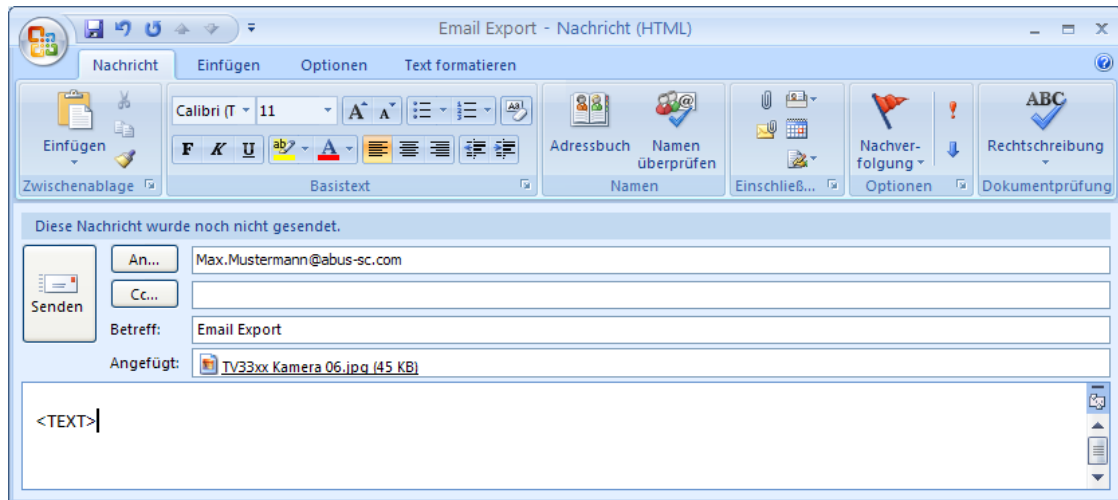 Email Export - Nachricht (HTML)
Nachricht Einfügen Optionen Text formatieren
Einfügen
Calibri (T 11
A A
F K U ab A
Adressbuch
Namen
überprüfen
Nachver-
folgung
ABC
Rechtschreibung
Zwischenablage Basistext Namen Einschließ... Optionen Dokumentprüfung
Diese Nachricht wurde noch nicht gesendet.
Senden
An... Max.Mustermann@abus-sc.com
Cc...
Betreff: Email Export
Angefügt: TV33xx Kamera 06.jpg (45 KB)
<TEXT>